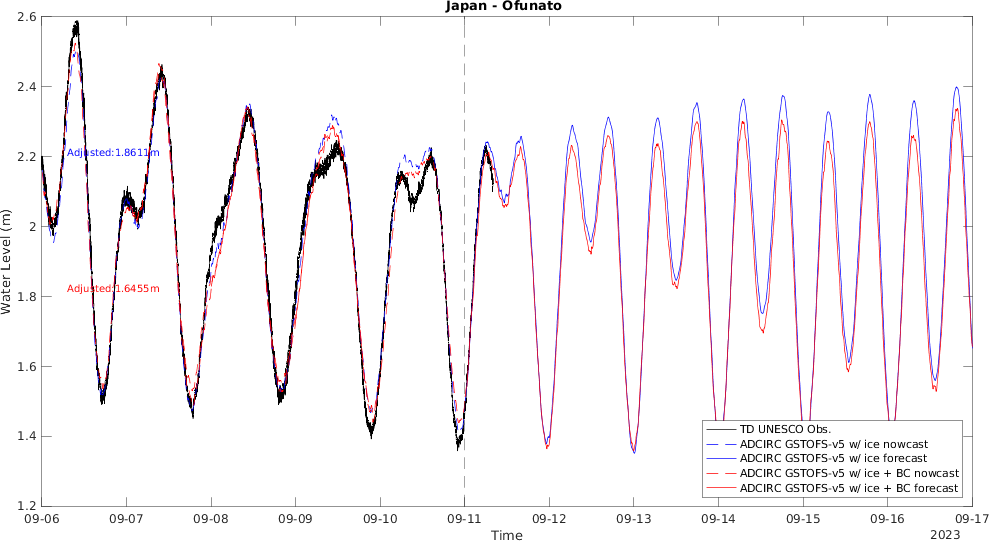 Japan - Ofunato
2.6
2.4
2.2
2
1.8
1.6
1.4
1.2
Water Level (m)
Adjusted:1.8611m
Adjusted:1.6455m
TD UNESCO Obs.
ADCIRC GSTOFS-v5 w/ ice nowcast
ADCIRC GSTOFS-v5 w/ ice forecast
ADCIRC GSTOFS-v5 w/ ice + BC nowcast
ADCIRC GSTOFS-v5 w/ ice + BC forecast
09-06 09-07 09-08 09-09 09-10 09-11 09-12 09-13 09-14 09-15 09-16 09-17
Time
2023